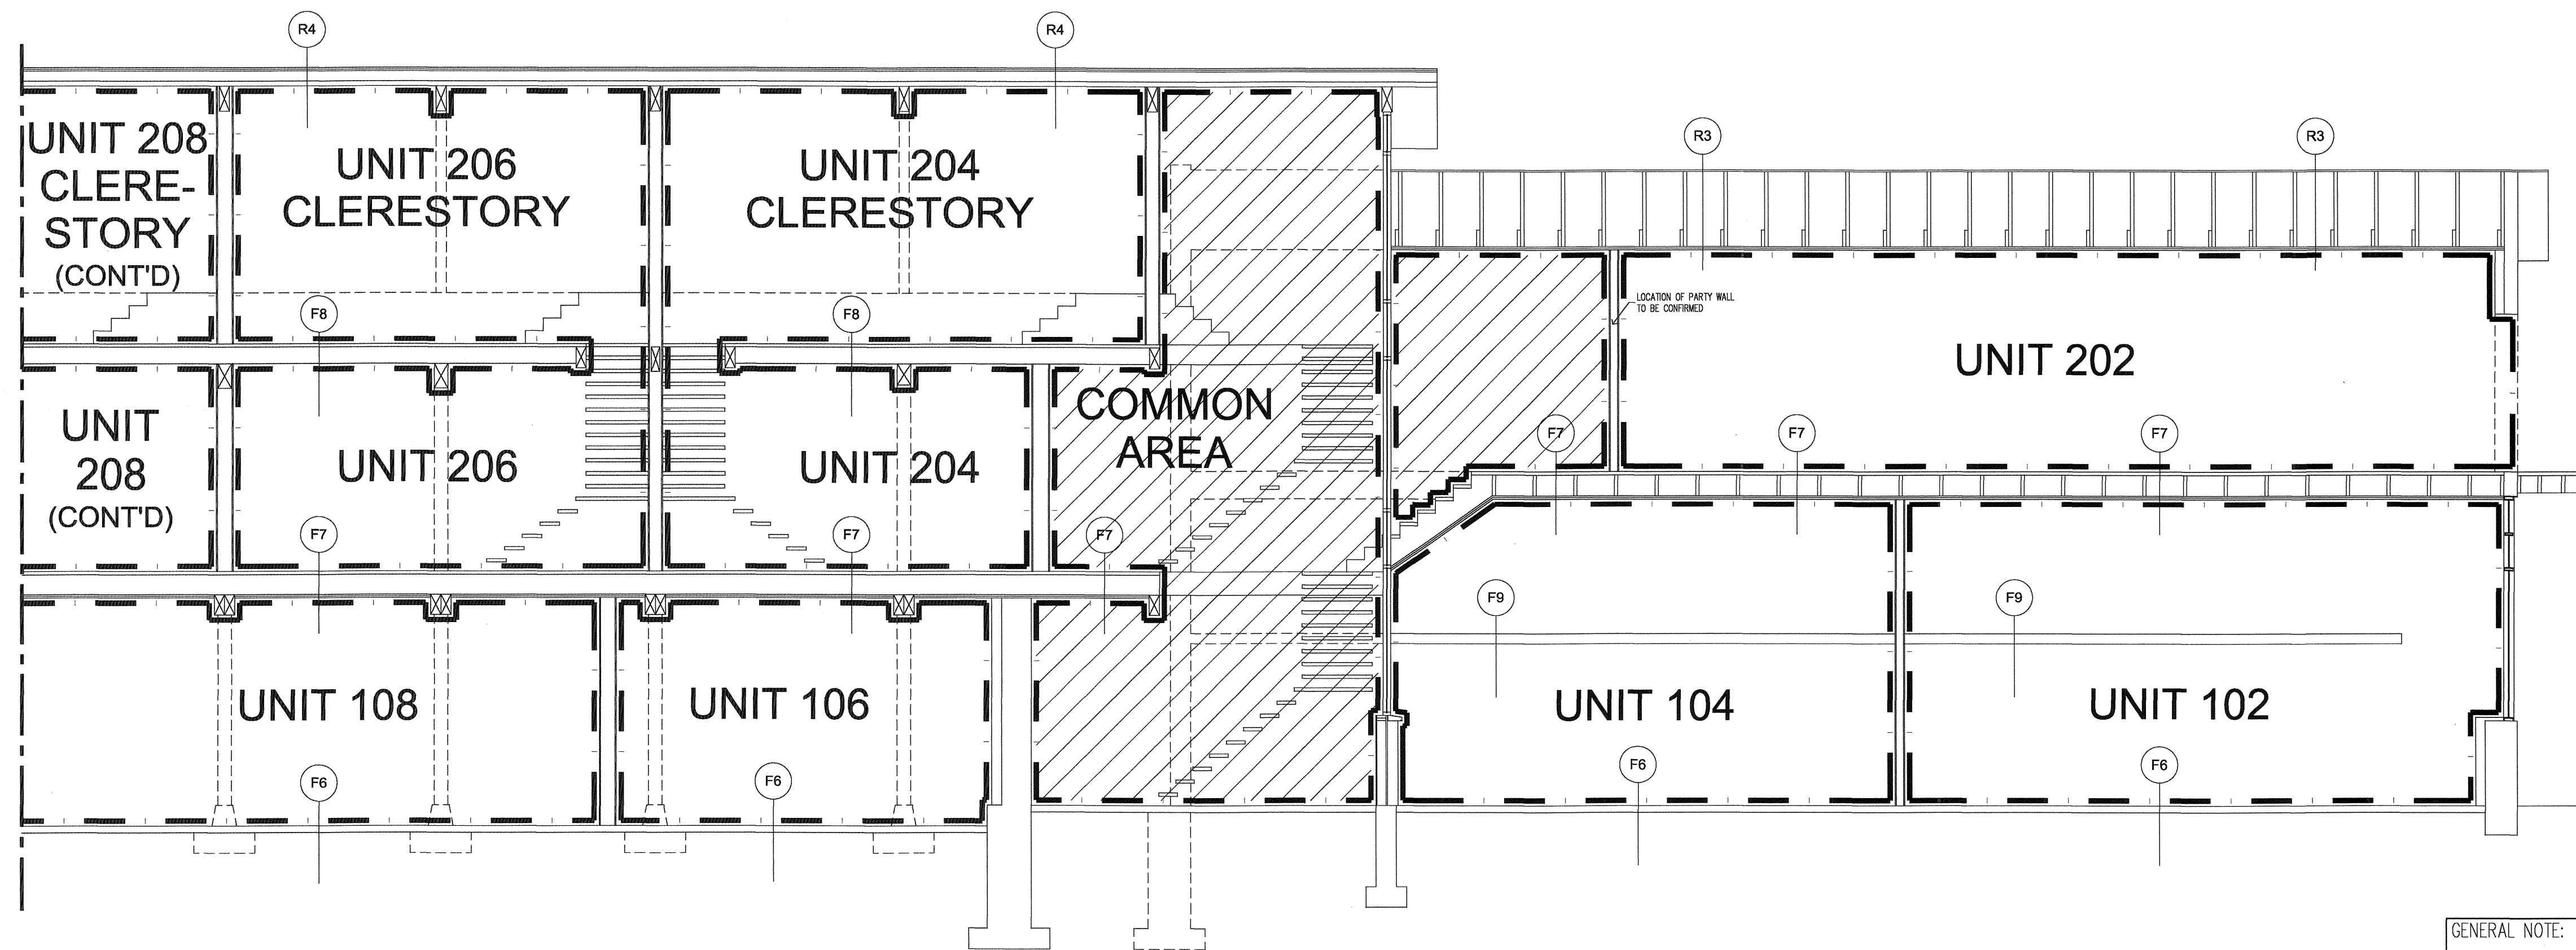 R4
R4
R3
R3
UNIT 208
CLERE-
STORY
(CONT'D)
UNIT 206
CLERESTORY
UNIT 204
CLERESTORY
F8
F8
LOCATION OF PARTY WALL
TO BE CONFIRMED
UNIT 202
UNIT
208
(CONT'D)
UNIT 206
UNIT 204
COMMON
AREA
F7
F7
F7
F7
F7
F7
F9
F9
UNIT 108
UNIT 106
UNIT 104
UNIT 102
F6
F6
F6
F6
GENERAL NOTE: